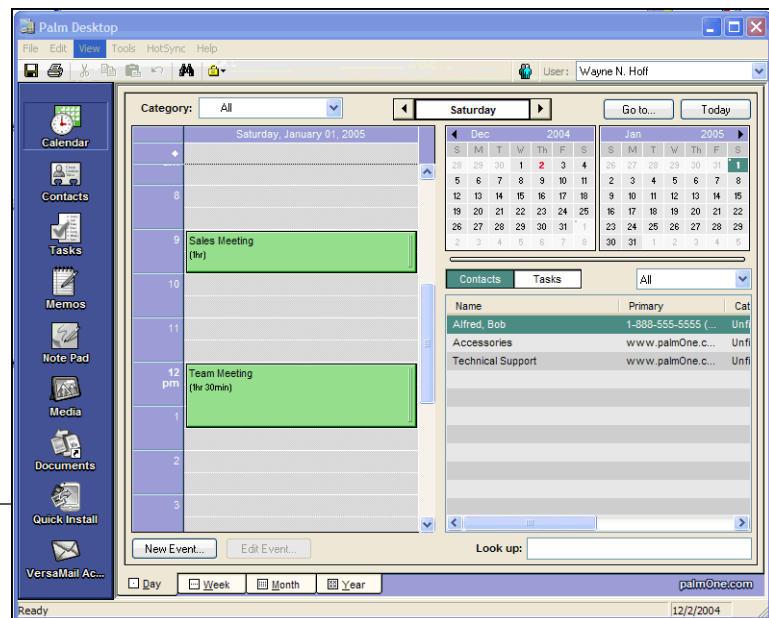 Palm Desktop
File Edit View Tools HotSync Help
User: Wayne N. Hoff
Calendar
Contacts
Tasks
Memos
Note Pad
Media
Documents
Quick Install
VersaMail Ac...
Category: All
Saturday
Go to... Today
Saturday, January 01, 2005
8
9
10
11
12
pm
1
2
3
Sales Meeting
(1hr)
Team Meeting
(1hr 30min)
Dec 2004
S M T W Th F S
28 29 30 1 2 3 4
5 6 7 8 9 10 11
12 13 14 15 16 17 18
19 20 21 22 23 24 25
26 27 28 29 30 31 1
2 3 4 5 6 7 8
Jan 2005
S M T W Th F S
26 27 28 29 30 31 1
2 3 4 5 6 7 8
9 10 11 12 13 14 15
16 17 18 19 20 21 22
23 24 25 26 27 28 29
30 31 1 2 3 4 5
Contacts Tasks All
Name Primary Cat
Alfred, Bob 1-888-555-5555 (... Unfi
Accessories www.palmOne.c... Unfi
Technical Support www.palmOne.c... Unfi
New Event... Edit Event...
Look up:
Day Week Month Year
palmOne.com
Ready
12/2/2004